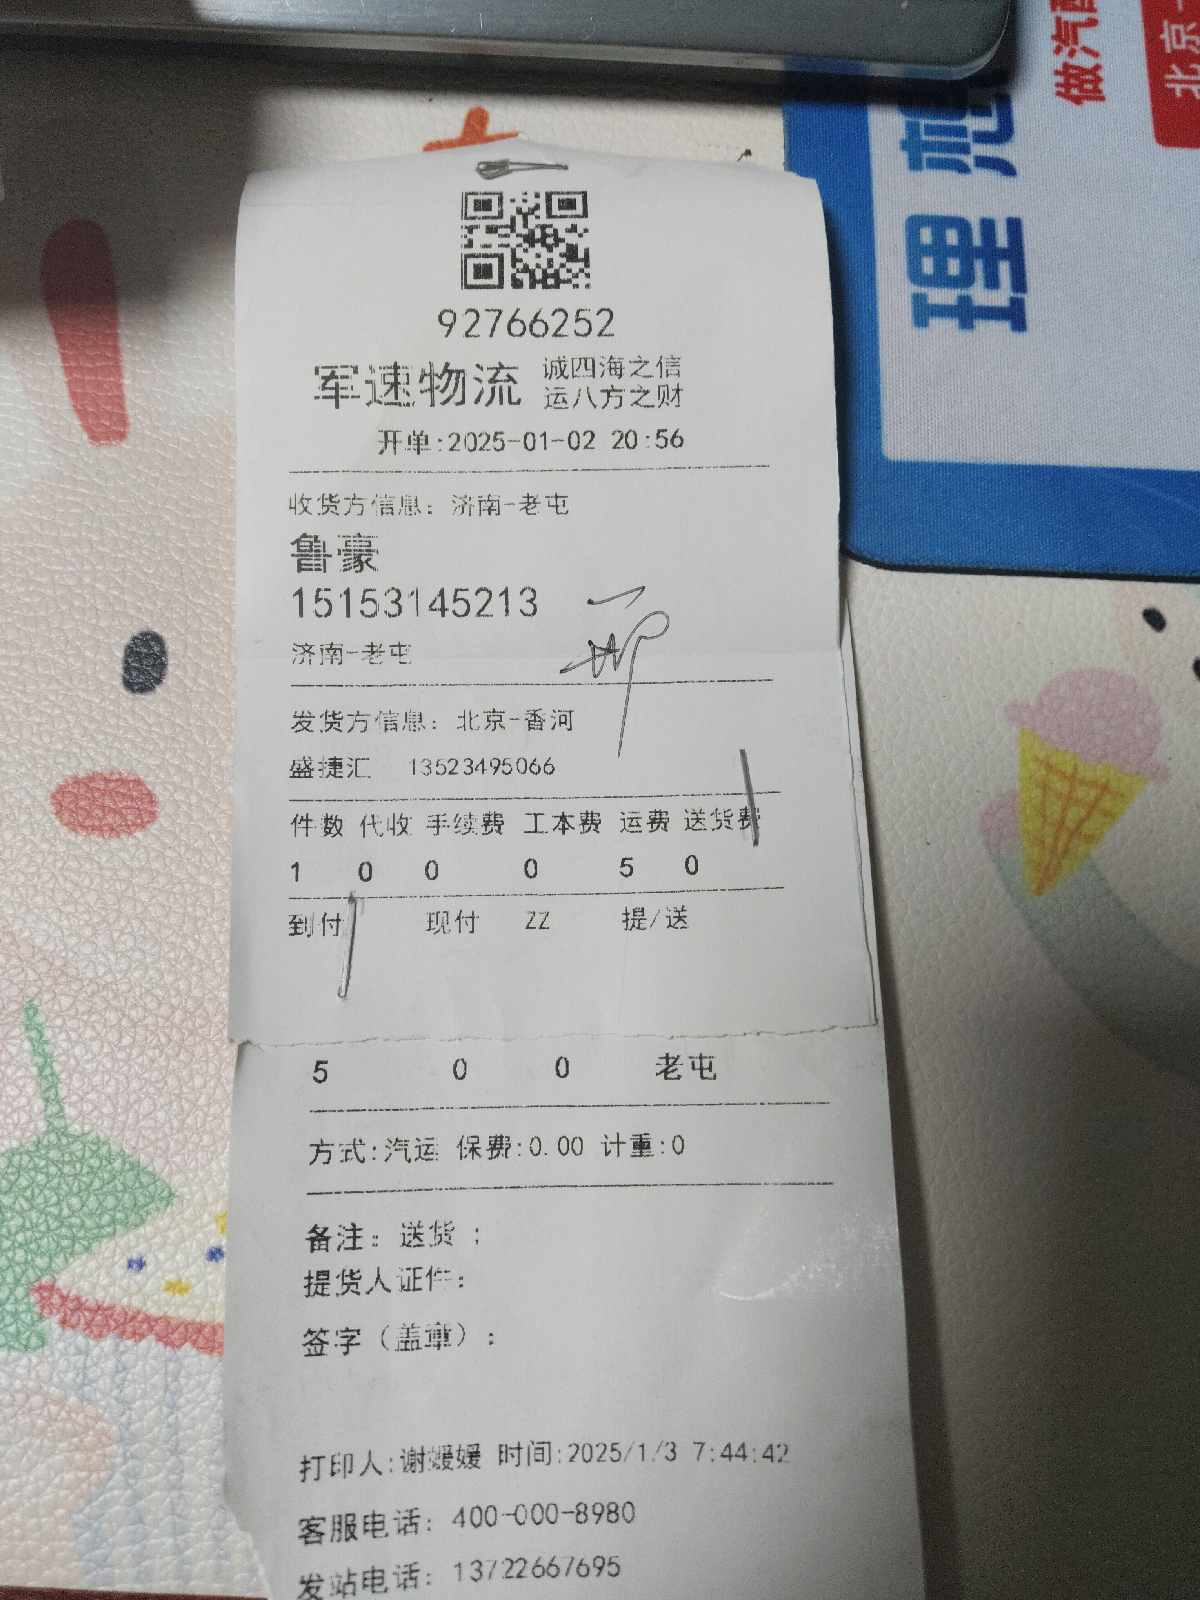 92766252
军速物流
诚四海之信
运八方之财
开单:2025-01-02 20:56
收货方信息: 济南-老屯
鲁豪
15153145213
济南-老屯
发货方信息: 北京-香河
盛捷汇 13523495066
件数 代收 手续费 工本费 运费 送货费
1 0 0 0 5 0
到付 现付 ZZ 提/送
5 0 0 老屯
方式:汽运 保费:0.00 计重:0
备注: 送货 ;
提货人证件:
签字(盖章):
打印人:谢媛媛 时间:2025/1/3 7:44:42
客服电话: 400-000-8980
发站电话: 13722667695
理想
做汽配
北京